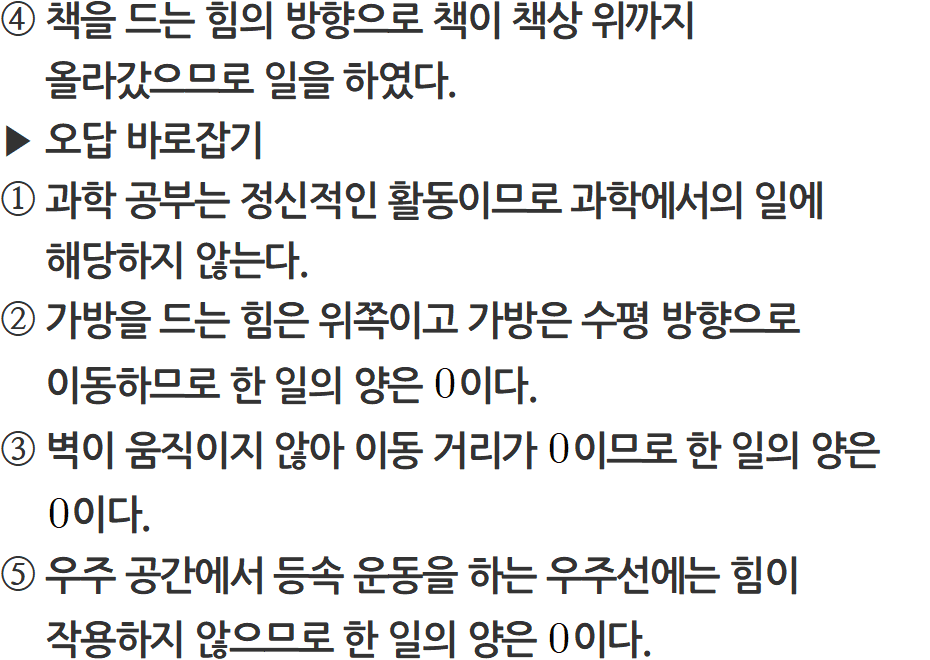 ④ 책을 드는 힘의 방향으로 책이 책상 위까지
올라갔으므로 일을 하였다.
▶ 오답 바로잡기
① 과학 공부는 정신적인 활동이므로 과학에서의 일에
해당하지 않는다.
② 가방을 드는 힘은 위쪽이고 가방은 수평 방향으로
이동하므로 한 일의 양은 0이다.
③ 벽이 움직이지 않아 이동 거리가 0이므로 한 일의 양은
0이다.
⑤ 우주 공간에서 등속 운동을 하는 우주선에는 힘이
작용하지 않으므로 한 일의 양은 0이다.